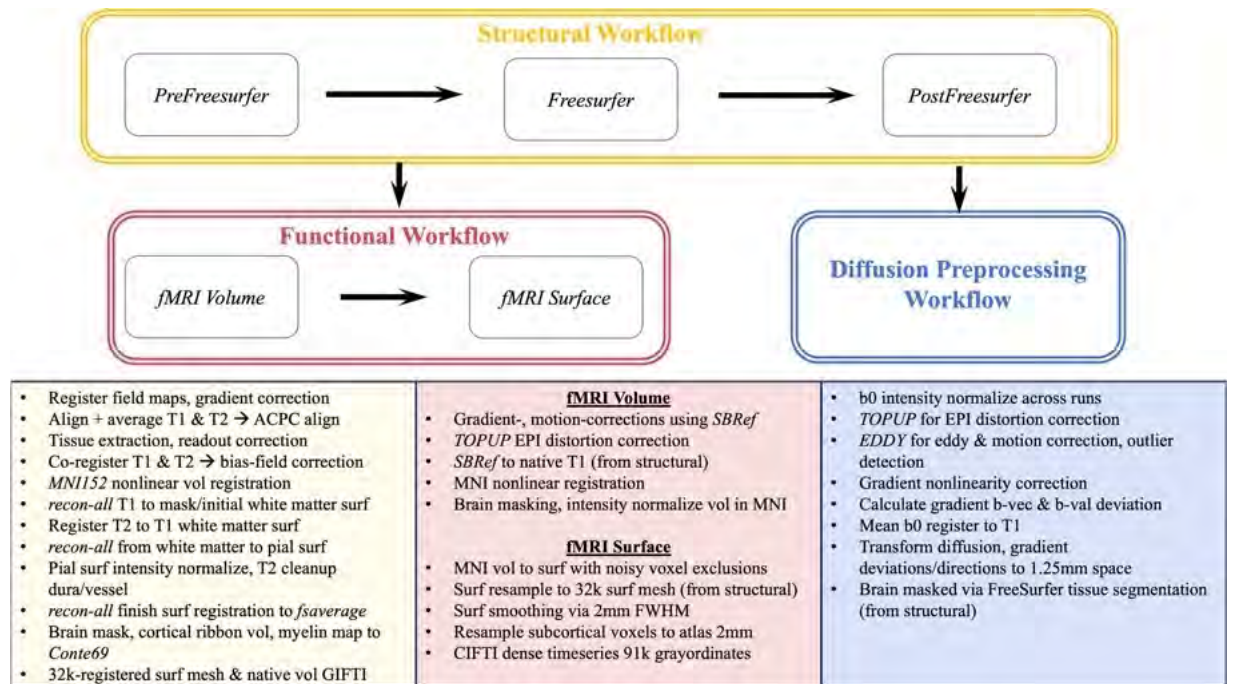 Structural Workflow
PreFreesurfer
Freesurfer
PostFreesurfer
Functional Workflow
fMRI Volume
fMRI Surface
Diffusion Preprocessing
Workflow
• Register field maps, gradient correction
• Align + average T1 & T2 → ACPC align
• Tissue extraction, readout correction
• Co-register T1 & T2 → bias-field correction
• MNI152 nonlinear vol registration
• recon-all T1 to mask/initial white matter surf
• Register T2 to T1 white matter surf
• recon-all from white matter to pial surf
• Pial surf intensity normalize, T2 cleanup
dura/vessel
• recon-all finish surf registration to fsaverage
• Brain mask, cortical ribbon vol, myelin map to
Conte69
• 32k-registered surf mesh & native vol GIFTI
fMRI Volume
• Gradient-, motion-corrections using SBRef
• TOPUP EPI distortion correction
• SBRef to native T1 (from structural)
• MNI nonlinear registration
• Brain masking, intensity normalize vol in MNI
fMRI Surface
• MNI vol to surf with noisy voxel exclusions
• Surf resample to 32k surf mesh (from structural)
• Surf smoothing via 2mm FWHM
• Resample subcortical voxels to atlas 2mm
• CIFTI dense timeseries 91k grayordinates
• b0 intensity normalize across runs
• TOPUP for EPI distortion correction
• EDDY for eddy & motion correction, outlier
detection
• Gradient nonlinearity correction
• Calculate gradient b-vec & b-val deviation
• Mean b0 register to T1
• Transform diffusion, gradient
deviations/directions to 1.25mm space
• Brain masked via FreeSurfer tissue segmentation
(from structural)